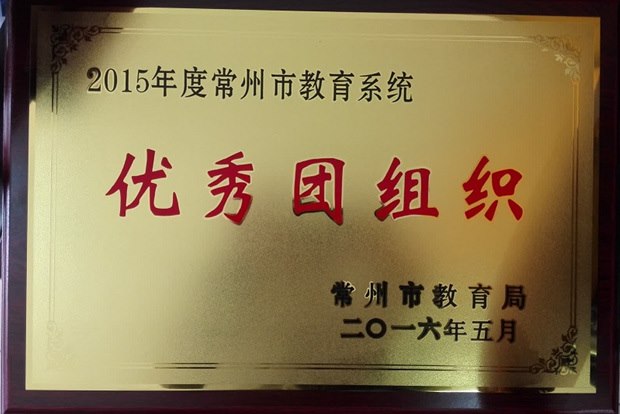 2015年度常州市教育系统
优秀团组织
常州市教育局
二〇一六年五月